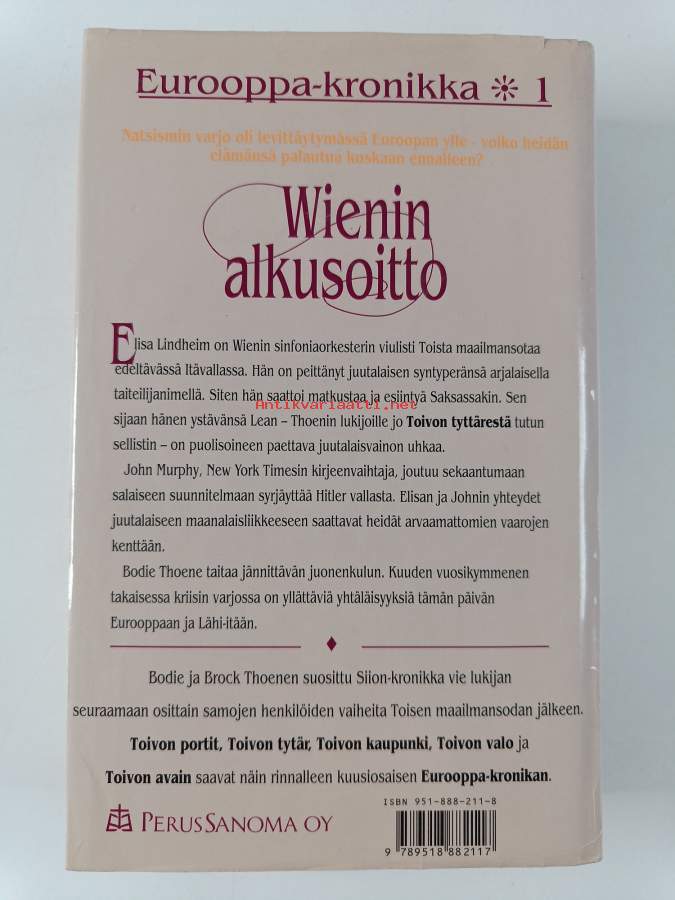 Eurooppa-kronikka ☼ 1
Natsismin varjo oli levittäytymässä Euroopan ylle - voiko heidän
elämänsä palautua koskaan ennalleen?
Wienin
alkusoitto
Elisa Lindheim on Wienin sinfoniaorkesterin viulisti Toista maailmansotaa
edeltävässä Itävallassa. Hän on peittänyt juutalaisen syntyperänsä arjalaisella
taiteilijanimellä. Siten hän saattoi matkustaa ja esiintyä Saksassakin. Sen
Antikvariaatti.net
sijaan hänen ystävänsä Lean – Thoenin lukijoille jo Toivon tyttärestä tutun
sellistin – on puolisoineen paettava juutalaisvainon uhkaa.
John Murphy, New York Timesin kirjeenvaihtaja, joutuu sekaantumaan
salaiseen suunnitelmaan syrjäyttää Hitler vallasta. Elisan ja Johnin yhteydet
juutalaiseen maanalaisliikkeeseen saattavat heidät arvaamattomien vaarojen
kenttään.
Bodie Thoene taitaa jännittävän juonenkulun. Kuuden vuosikymmenen
takaisessa kriisin varjossa on yllättäviä yhtäläisyyksiä tämän päivän
Eurooppaan ja Lähi-itään.
Bodie ja Brock Thoenen suosittu Siion-kronikka vie lukijan
seuraamaan osittain samojen henkilöiden vaiheita Toisen maailmansodan jälkeen.
Toivon portit, Toivon tytär, Toivon kaupunki, Toivon valo ja
Toivon avain saavat näin rinnalleen kuusiosaisen Eurooppa-kronikan.
ISBN 951-888-211-8
PERUSSANOMA OY
9 789518 882117